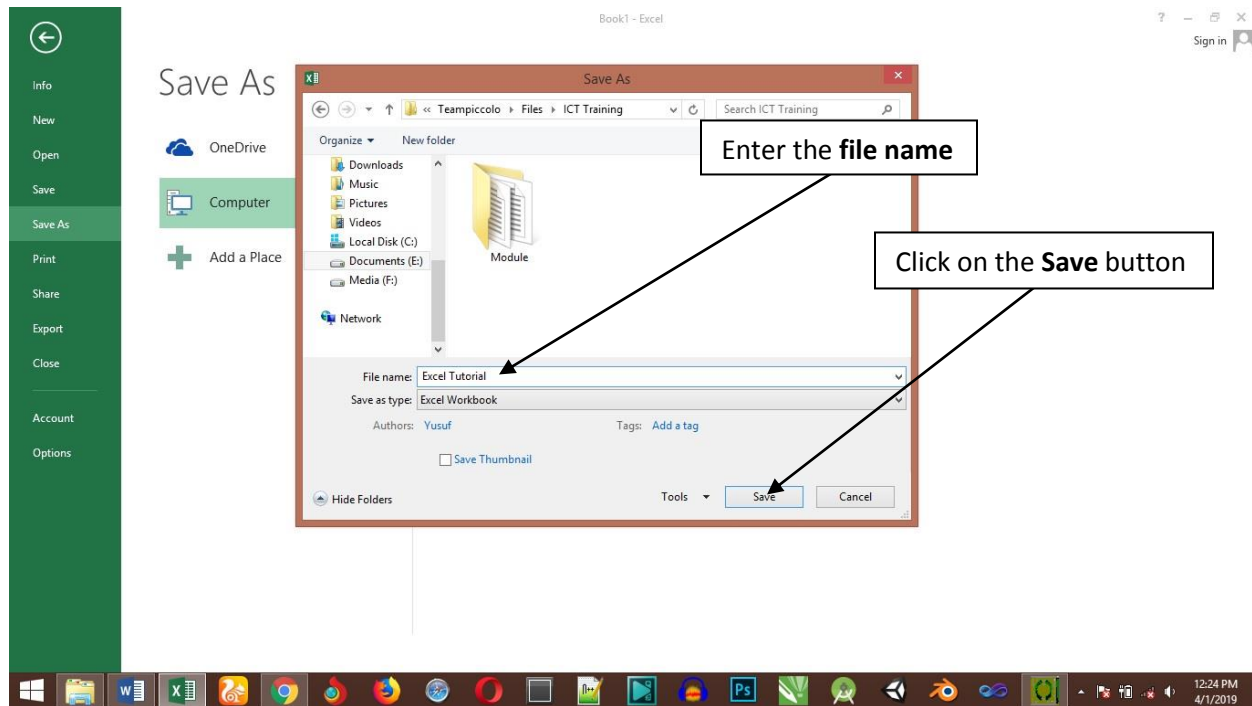 Book1 - Excel
?
Sign in
Info
New
Open
Save
Save As
Print
Share
Export
Close
Account
Options
Save As
OneDrive
Computer
Add a Place
Save As
« Teampiccolo ▸ Files ▸ ICT Training
Search ICT Training
Organize
New folder
Downloads
Music
Pictures
Videos
Local Disk (C:)
Documents (E:)
Media (F:)
Network
Module
Enter the file name
Click on the Save button
File name: Excel Tutorial
Save as type: Excel Workbook
Authors: Yusuf
Tags: Add a tag
Save Thumbnail
Hide Folders
Tools
Save
Cancel
Ps
12:24 PM
4/1/2019